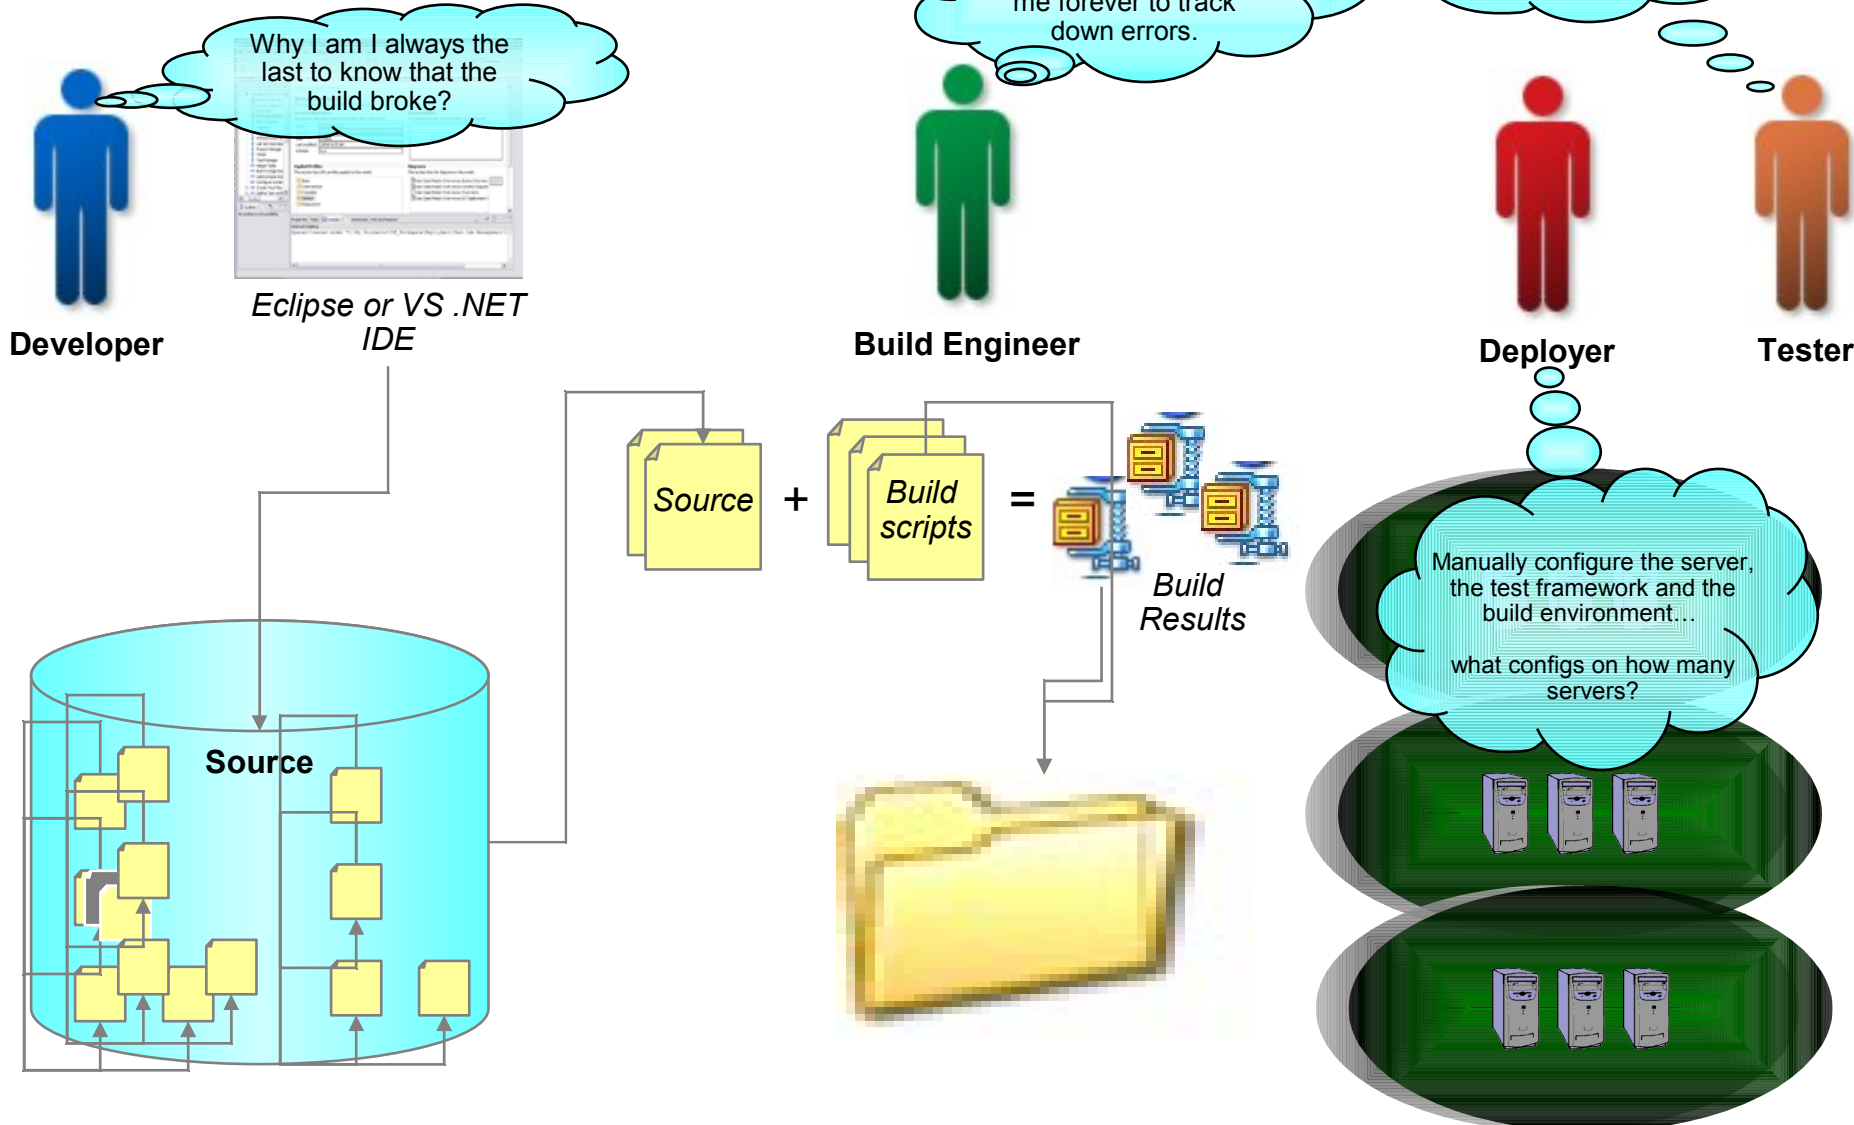 me forever to track
down errors.
Why I am I always the
last to know that the
build broke?
Eclipse or VS .NET
IDE
Developer
Build Engineer
Deployer
Tester
Source
+
Build
scripts
=
Build
Results
Manually configure the server,
the test framework and the
build environment…
what configs on how many
servers?
Source